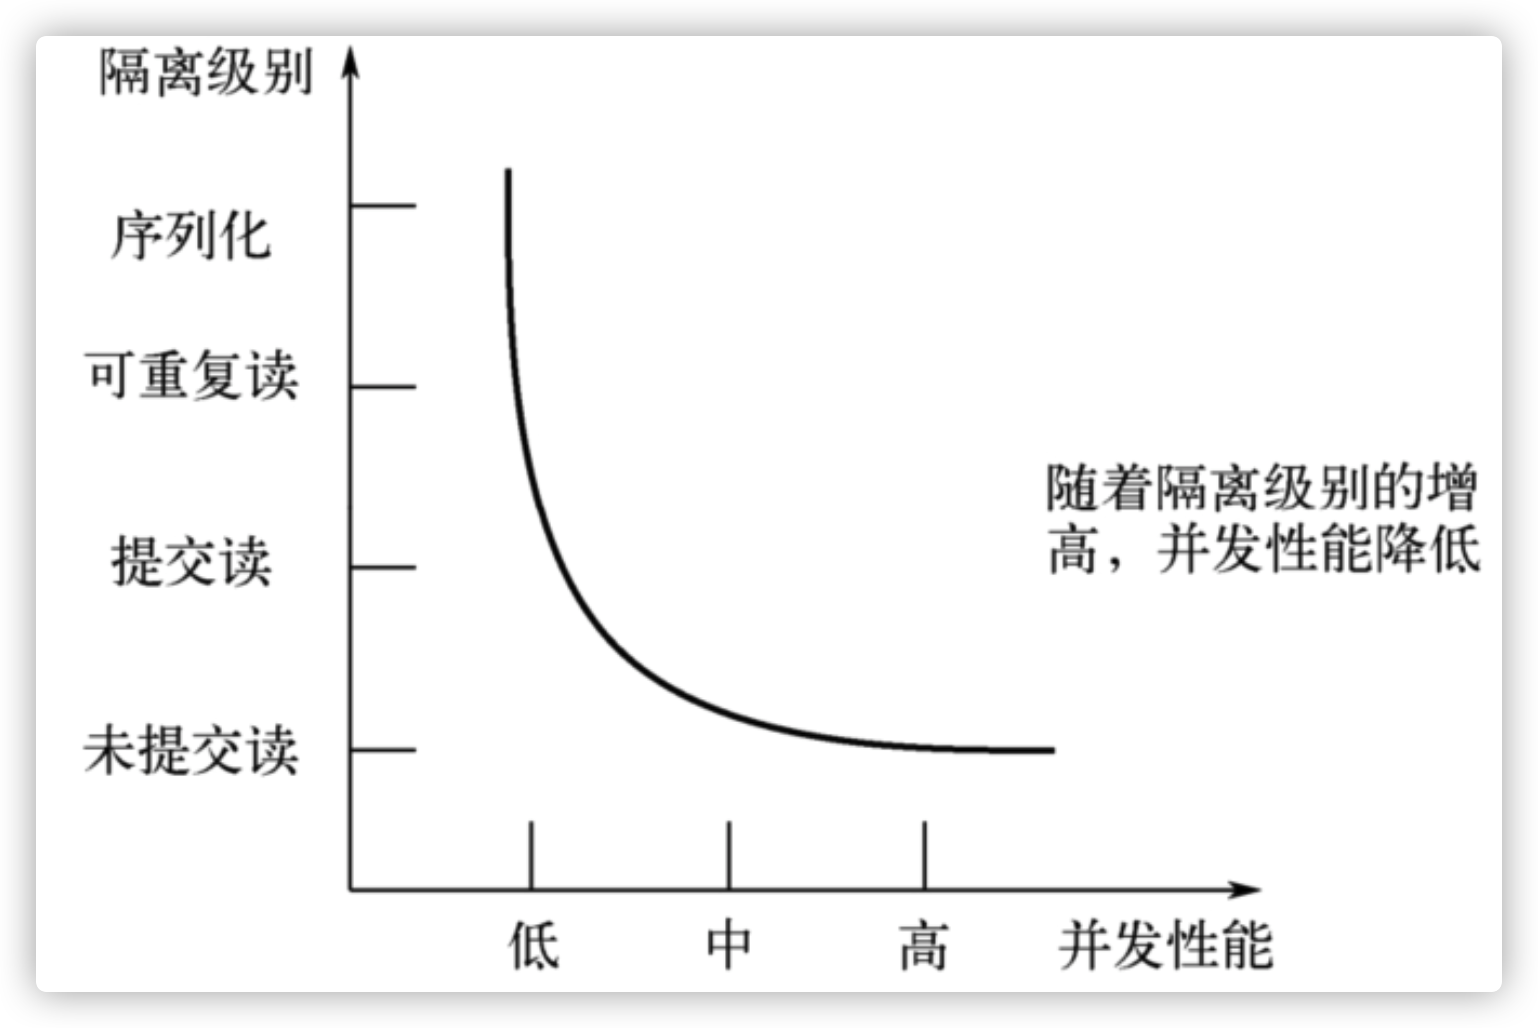 隔离级别
序列化
可重复读
提交读
未提交读
随着隔离级别的增
高，并发性能降低
低
中
高
并发性能